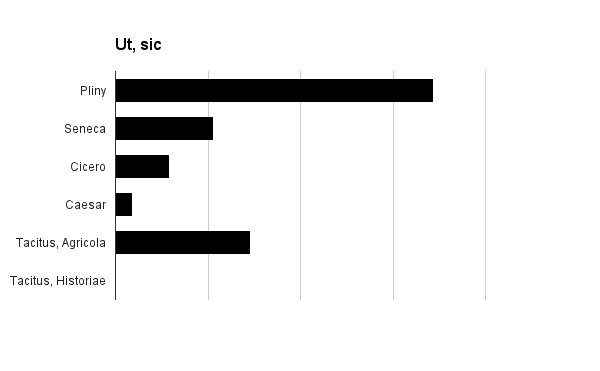 Ut, sic
Pliny
Seneca
Cicero
Caesar
Tacitus, Agricola
Tacitus, Historiae